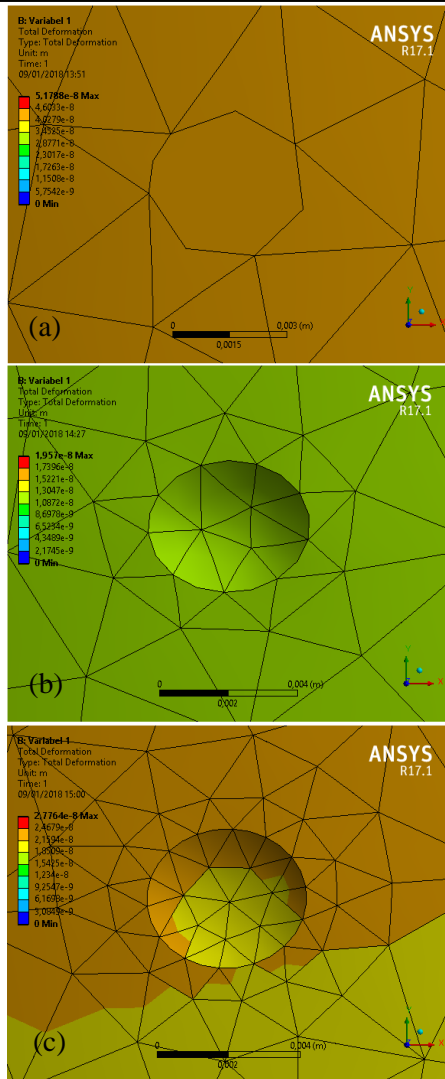 B: Variabel 1
Total Deformation
Type: Total Deformation
Unit: m
Time: 1
09/01/2018 13:51
ANSYS
R17.1
5,1788e-8 Max
4,6033e-8
4,0279e-8
3,4525e-8
2,8771e-8
2,3017e-8
1,7263e-8
1,1508e-8
5,7542e-9
0 Min
(a)
0
0,003 (m)
0,0015
Y
X
B: Variabel 1
Total Deformation
Type: Total Deformation
Unit: m
Time: 1
09/01/2018 14:27
ANSYS
R17.1
1,957e-8 Max
1,7396e-8
1,5221e-8
1,3047e-8
1,0872e-8
8,6978e-9
6,5234e-9
4,3489e-9
2,1745e-9
0 Min
(b)
0
0,004 (m)
0,002
Y
X
B: Variabel 1
Total Deformation
Type: Total Deformation
Unit: m
Time: 1
09/01/2018 15:00
ANSYS
R17.1
2,7764e-8 Max
2,4679e-8
2,1594e-8
1,8509e-8
1,5425e-8
1,234e-8
9,2547e-9
6,1698e-9
3,0849e-9
0 Min
(c)
0
0,004 (m)
0,002
Y
X